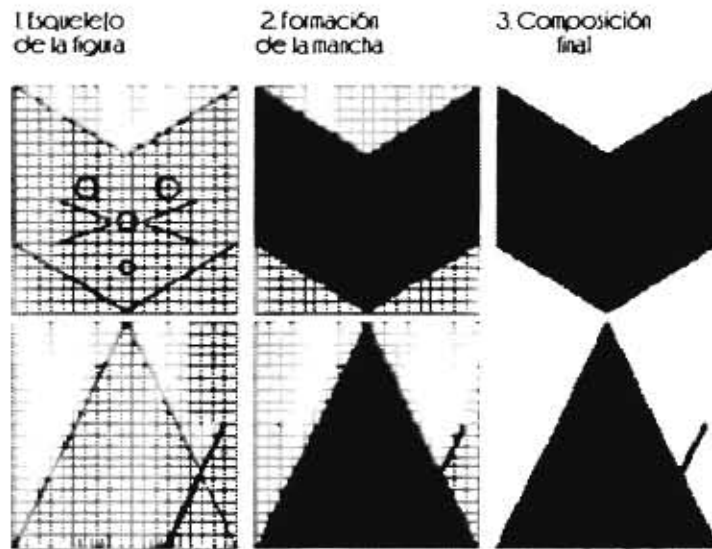 1. Esqueleto
de la figura
2. Formación
de la mancha
3. Composición
final